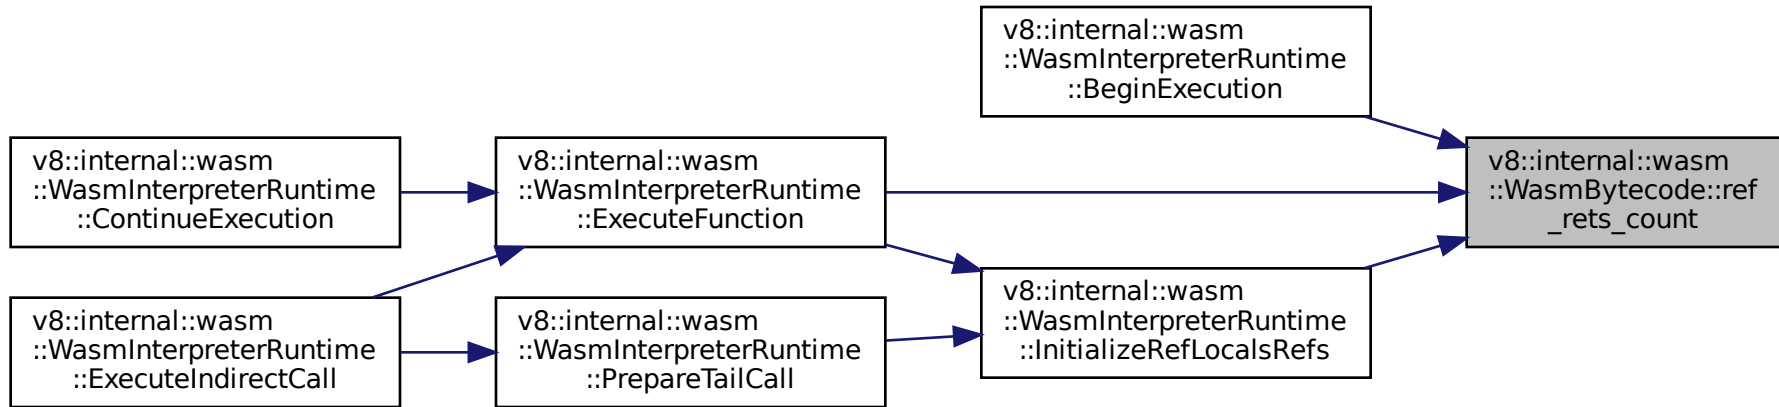 v8::internal::wasm
::WasmInterpreterRuntime
::BeginExecution
v8::internal::wasm
::WasmInterpreterRuntime
::ContinueExecution
v8::internal::wasm
::WasmInterpreterRuntime
::ExecuteFunction
v8::internal::wasm
::WasmBytecode::ref
_rets_count
v8::internal::wasm
::WasmInterpreterRuntime
::InitializeRefLocalsRefs
v8::internal::wasm
::WasmInterpreterRuntime
::ExecuteIndirectCall
v8::internal::wasm
::WasmInterpreterRuntime
::PrepareTailCall